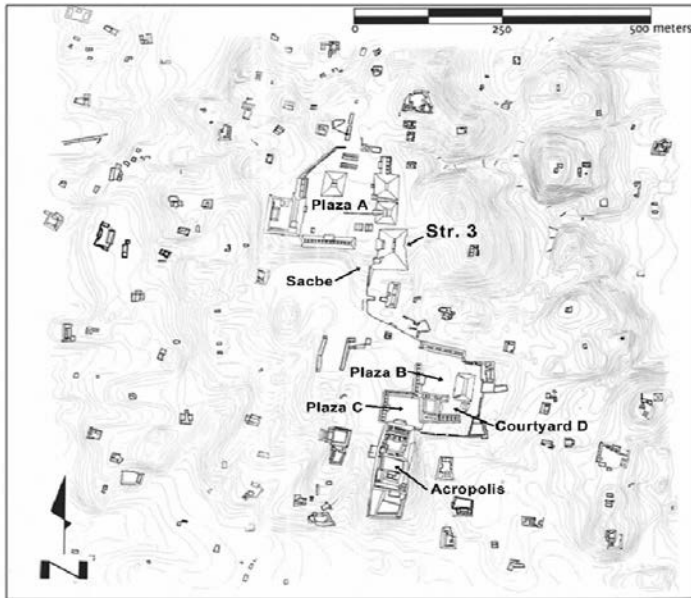 0 250 500 meters
Plaza A
Str. 3
Sacbe
Plaza B
Plaza C
Courtyard D
Acropolis
N